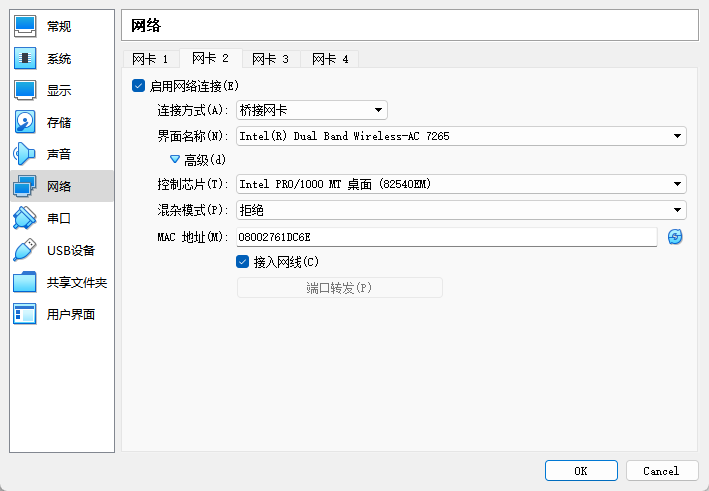 常规
系统
显示
存储
声音
网络
串口
USB设备
共享文件夹
用户界面
网络
网卡 1 网卡 2 网卡 3 网卡 4
启用网络连接(E)
连接方式(A): 桥接网卡
界面名称(N): Intel(R) Dual Band Wireless-AC 7265
高级(d)
控制芯片(T): Intel PRO/1000 MT 桌面 (82540EM)
混杂模式(P): 拒绝
MAC 地址(M): 08002761DC6E
接入网线(C)
端口转发(P)
OK Cancel